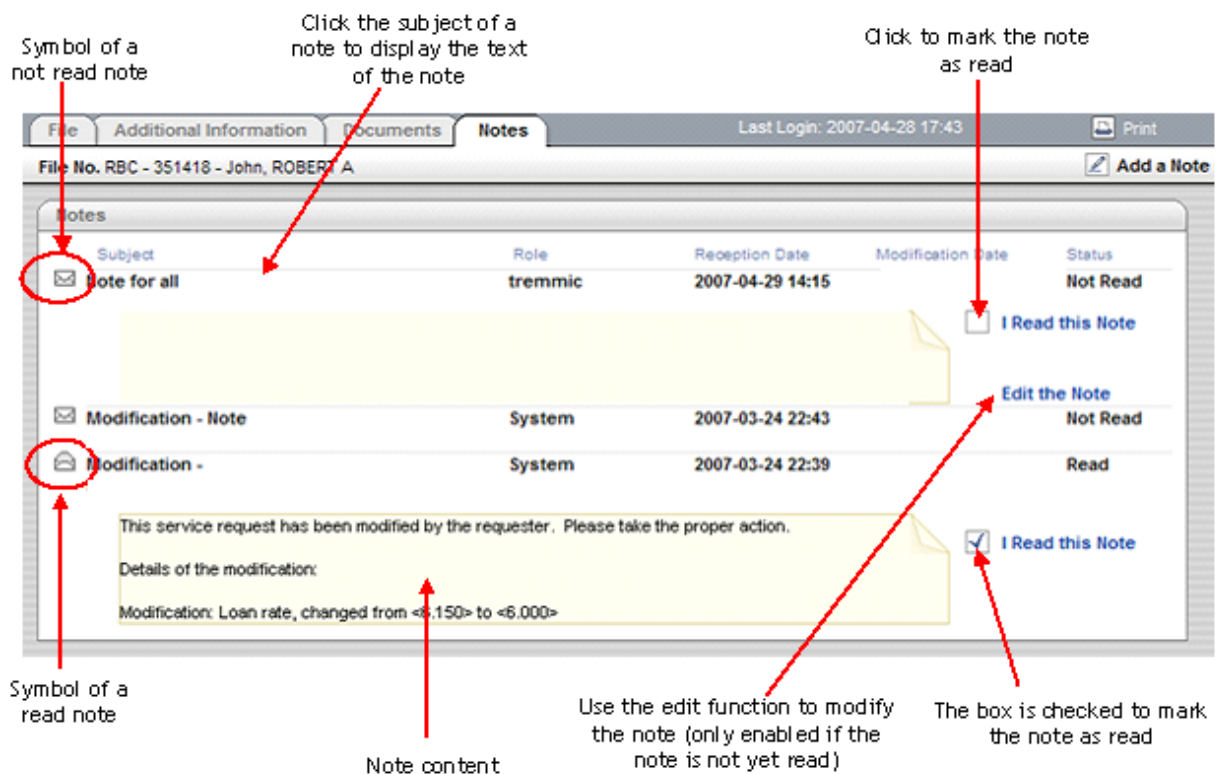 Click the subject of a
note to display the text
of the note
Symbol of a
not read note
Click to mark the note
as read
File Additional Information Documents Notes Last Login: 2007-04-28 17:43 Print
File No. RBC - 351418 - John, ROBERT A Add a Note
Notes
Subject Role Reception Date Modification Date Status
Note for all tremmic 2007-04-29 14:15 Not Read
I Read this Note
Edit the Note
Modification - Note System 2007-03-24 22:43 Not Read
Modification - System 2007-03-24 22:39 Read
This service request has been modified by the requester. Please take the proper action.
I Read this Note
Details of the modification:
Modification: Loan rate, changed from <6.150> to <6.000>
Symbol of a
read note
Note content
Use the edit function to modify
the note (only enabled if the
note is not yet read)
The box is checked to mark
the note as read